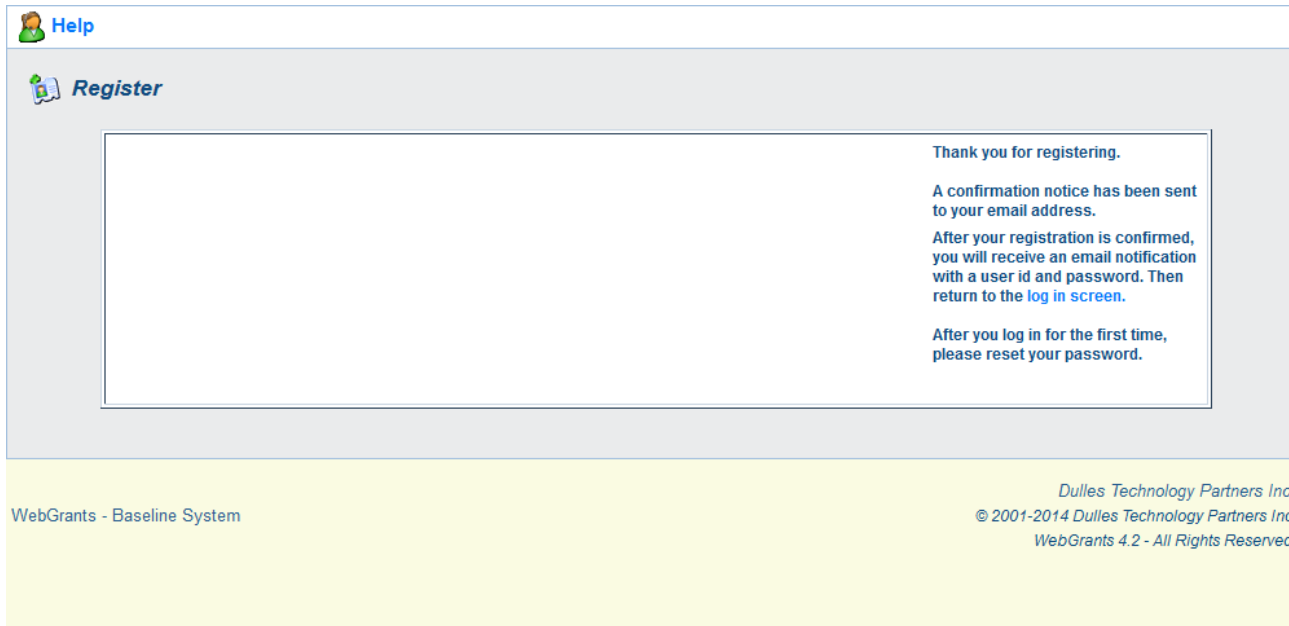 Help
Register
Thank you for registering.
A confirmation notice has been sent
to your email address.
After your registration is confirmed,
you will receive an email notification
with a user id and password. Then
return to the log in screen.
After you log in for the first time,
please reset your password.
WebGrants - Baseline System
Dulles Technology Partners Inc
© 2001-2014 Dulles Technology Partners Inc
WebGrants 4.2 - All Rights Reserved